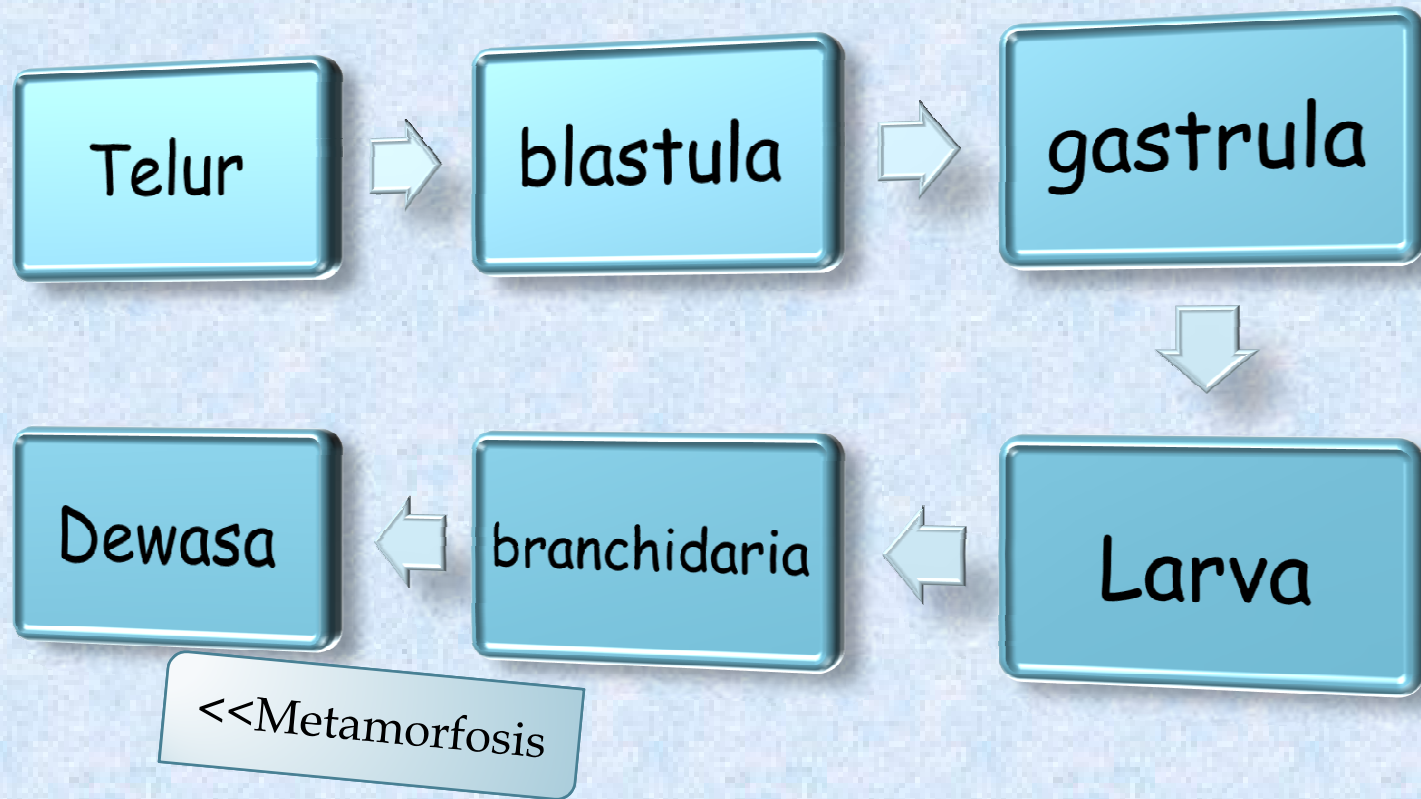 Telur
blastula
gastrula
Larva
branchidaria
Dewasa
<<Metamorfosis